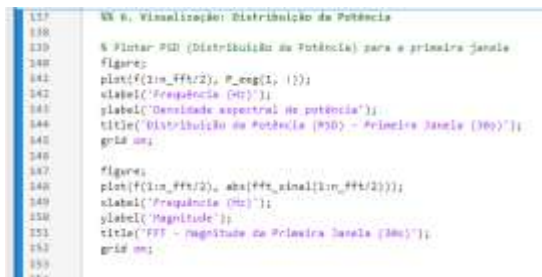 137 %% 6. Visualização: Distribuição da Potência
138
139 % Plotar PSD (Distribuição da Potência) para a primeira janela
140 figure;
141 plot(f(1:n_fft/2), P_eeg(1, :));
142 xlabel('Frequência (Hz)');
143 ylabel('Densidade espectral de potência');
144 title('Distribuição da Potência (PSD) - Primeira Janela (30s)');
145 grid on;
146
147 figure;
148 plot(f(1:n_fft/2), abs(fft_sinal(1:n_fft/2)));
149 xlabel('Frequência (Hz)');
150 ylabel('Magnitude');
151 title('FFT - Magnitude da Primeira Janela (30s)');
152 grid on;
153